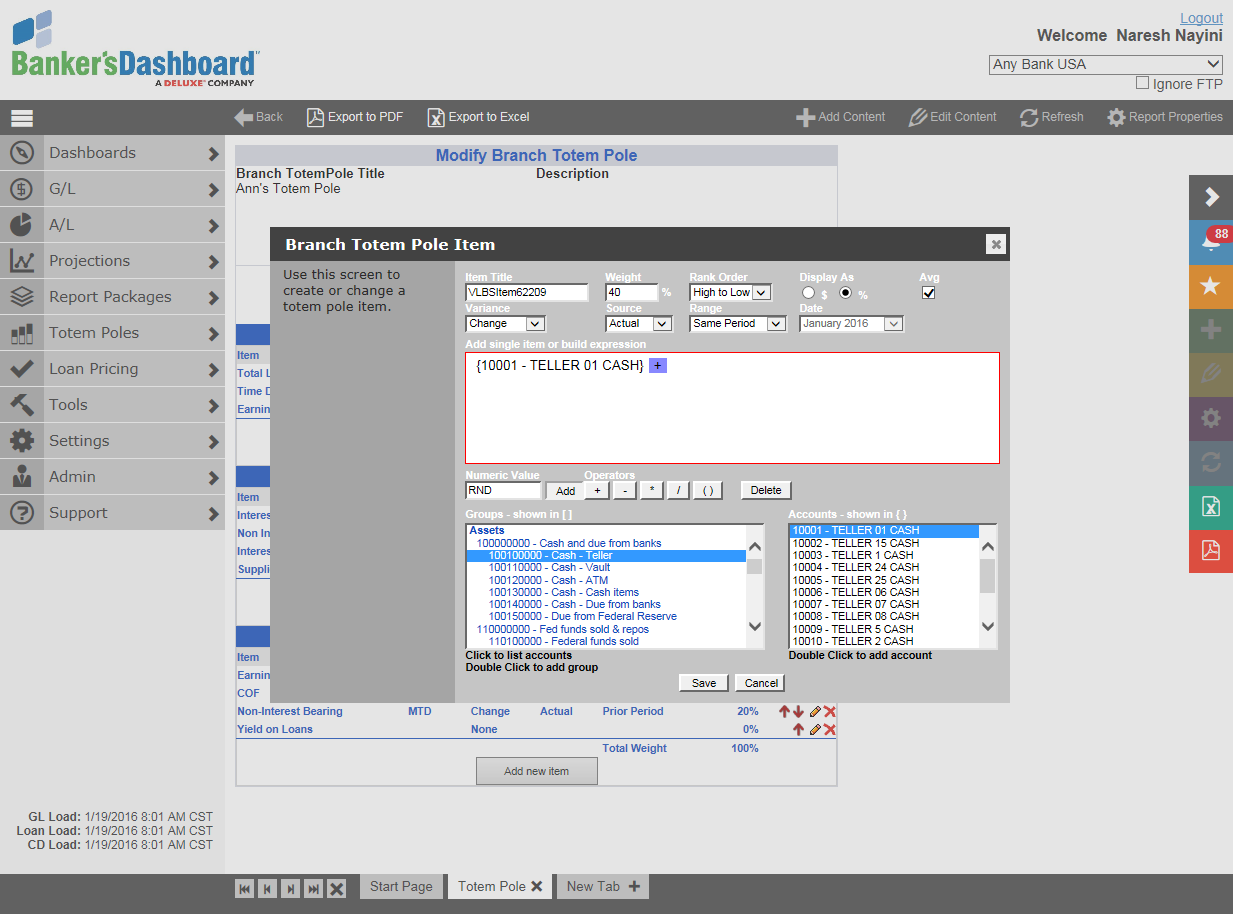 Logout
Welcome Naresh Nayini
Banker'sDashboard
A DELUXE COMPANY
Any Bank USA
Ignore FTP
Back
Export to PDF
Export to Excel
Add Content
Edit Content
Refresh
Report Properties
Dashboards
G/L
A/L
Projections
Report Packages
Totem Poles
Loan Pricing
Tools
Settings
Admin
Support
GL Load: 1/19/2016 8:01 AM CST
Loan Load: 1/19/2016 8:01 AM CST
CD Load: 1/19/2016 8:01 AM CST
Modify Branch Totem Pole
Branch TotemPole Title Description
Ann's Totem Pole
Item
Total L
Time D
Earnin
Item
Interes
Non In
Interes
Suppli
Item
Earnin
COF
Non-Interest Bearing MTD Change Actual Prior Period 20%
Yield on Loans None 0%
Total Weight 100%
Add new item
Branch Totem Pole Item
Use this screen to
create or change a
totem pole item.
Item Title Weight Rank Order Display As Avg
VLBSItem62209 40 % High to Low $ %
Variance Source Range Date
Change Actual Same Period January 2016
Add single item or build expression
{10001 - TELLER 01 CASH} +
Numeric Value Operators
RND Add + - * / ( ) Delete
Groups - shown in [ ]
Assets
100000000 - Cash and due from banks
100100000 - Cash - Teller
100110000 - Cash - Vault
100120000 - Cash - ATM
100130000 - Cash - Cash items
100140000 - Cash - Due from banks
100150000 - Due from Federal Reserve
110000000 - Fed funds sold & repos
110100000 - Federal funds sold
Click to list accounts
Double Click to add group
Accounts - shown in { }
10001 - TELLER 01 CASH
10002 - TELLER 15 CASH
10003 - TELLER 1 CASH
10004 - TELLER 24 CASH
10005 - TELLER 25 CASH
10006 - TELLER 06 CASH
10007 - TELLER 07 CASH
10008 - TELLER 08 CASH
10009 - TELLER 5 CASH
10010 - TELLER 2 CASH
Double Click to add account
Save Cancel
88
Start Page
Totem Pole
New Tab